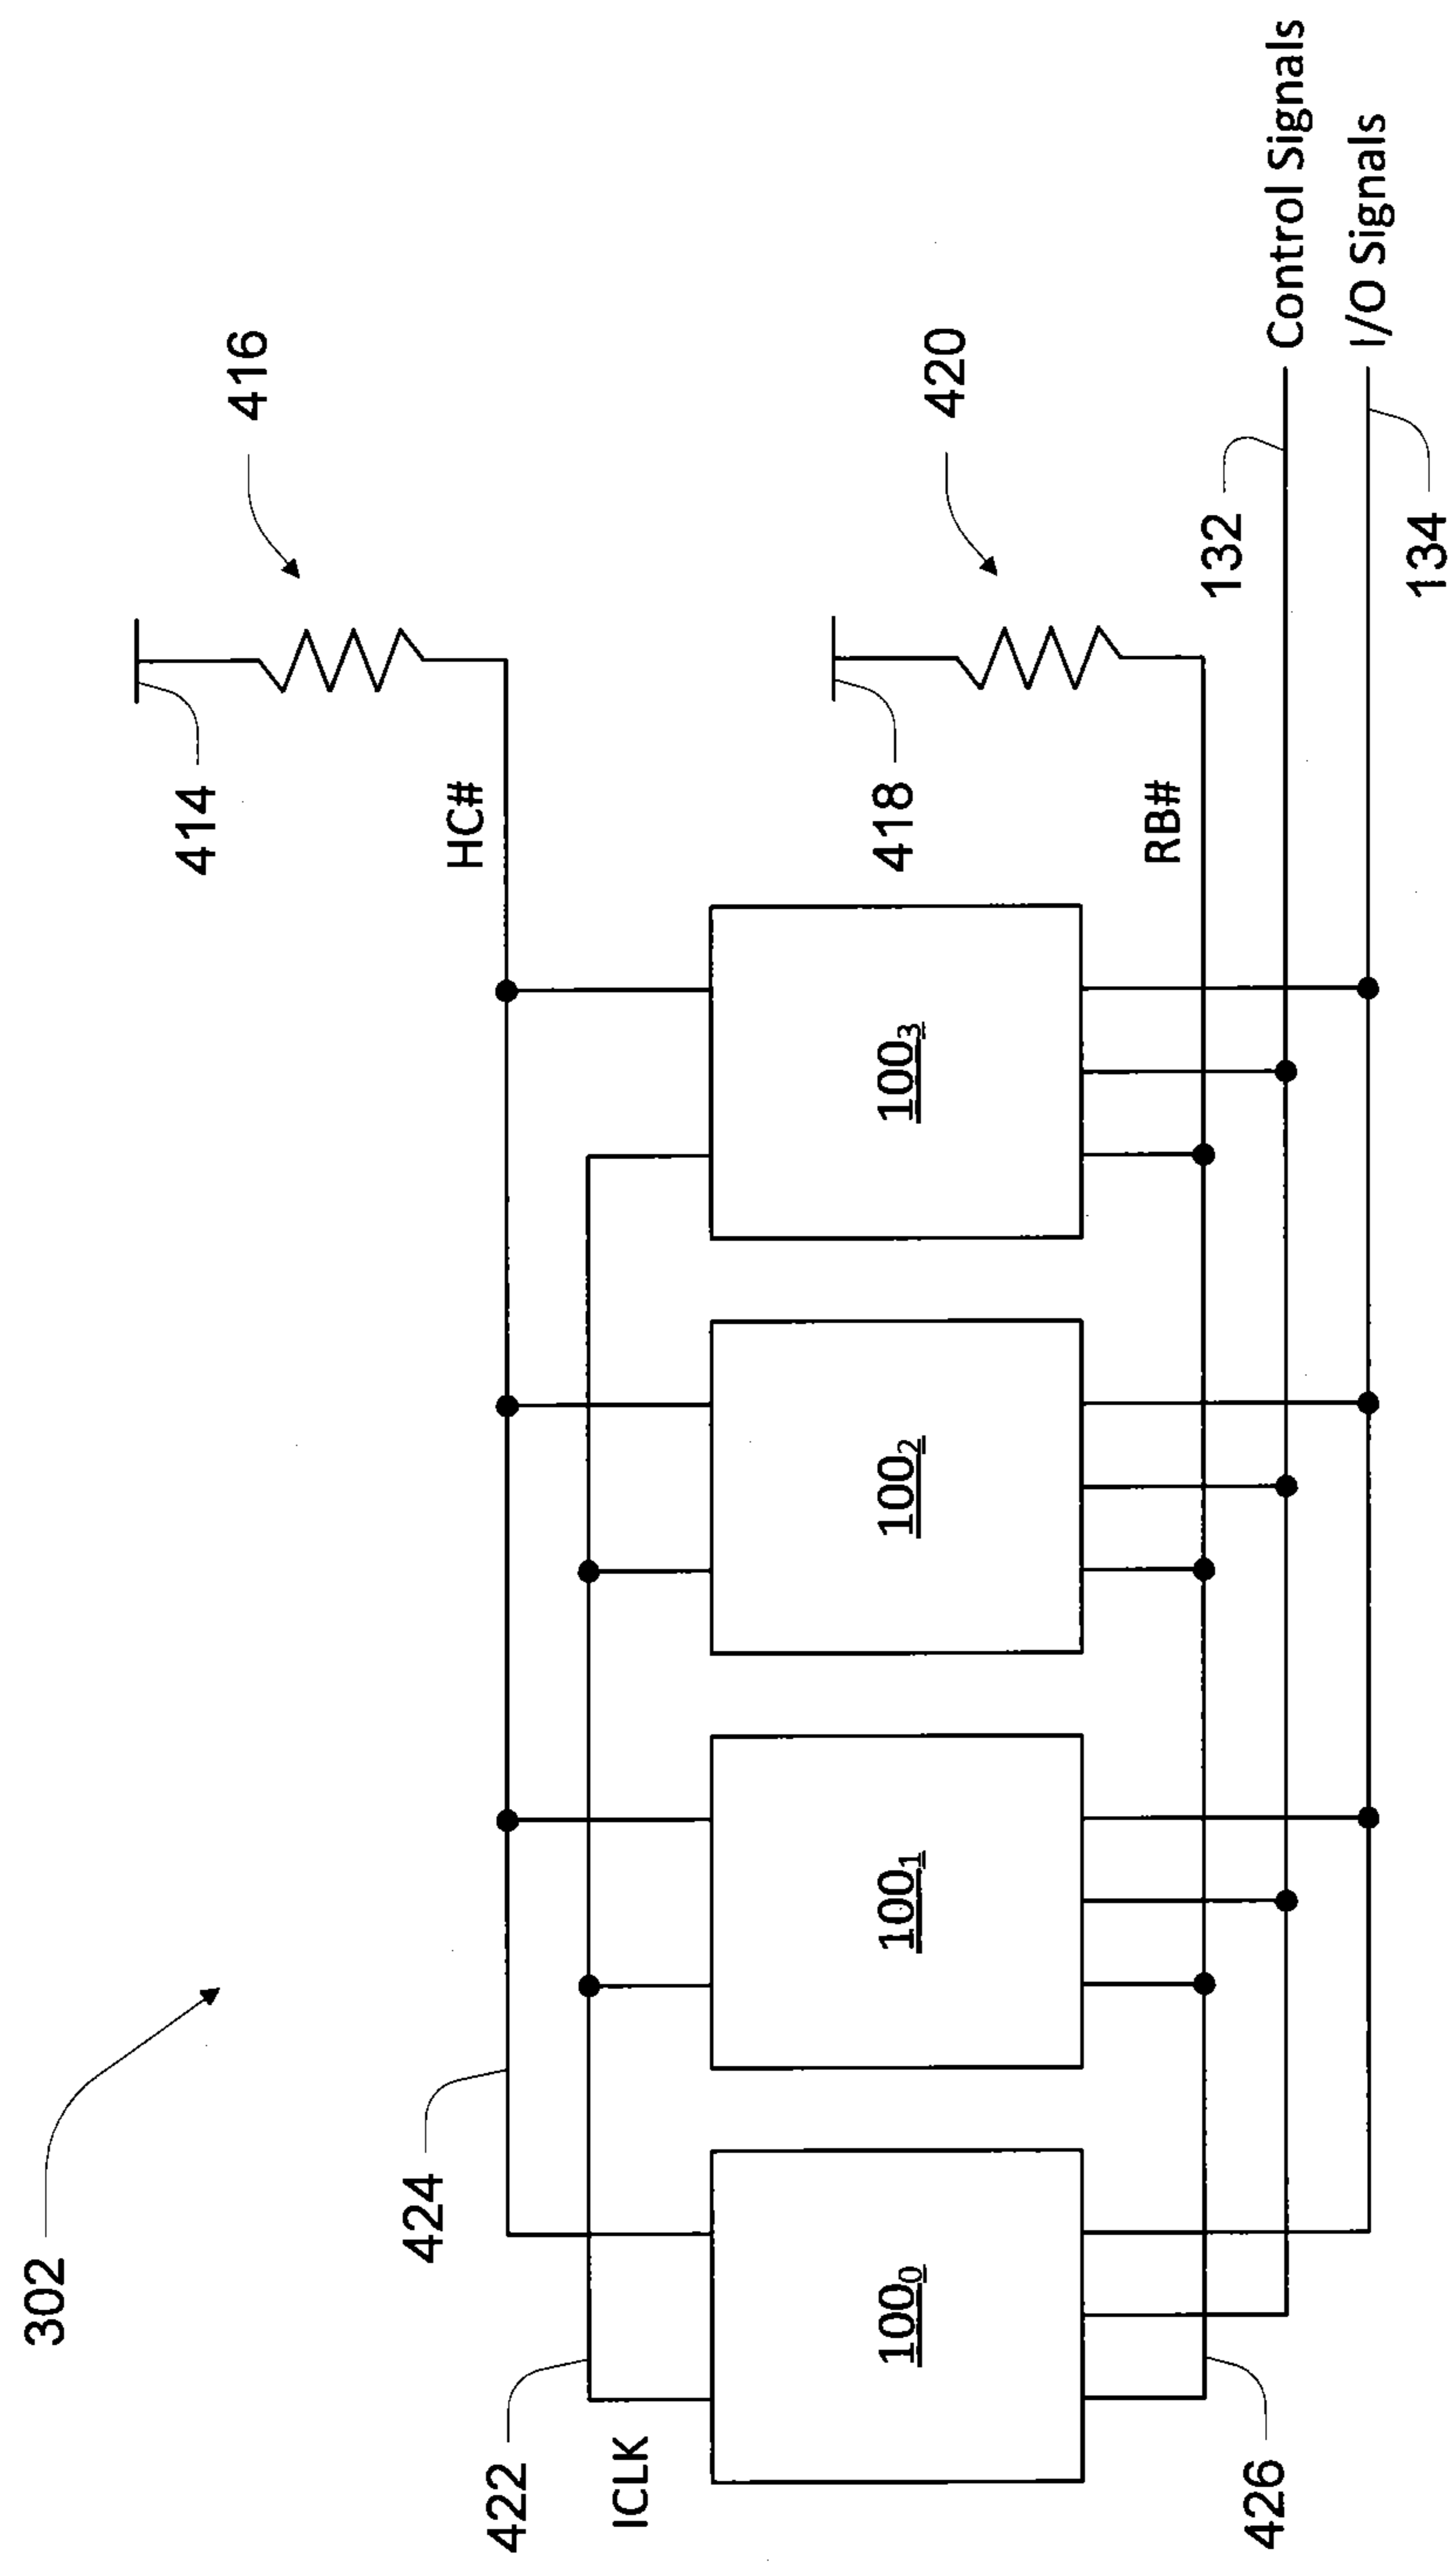 302
416
414
HC#
424
422
ICLK
100₀
100₁
100₂
100₃
420
418
RB#
426
132
Control Signals
I/O Signals
134